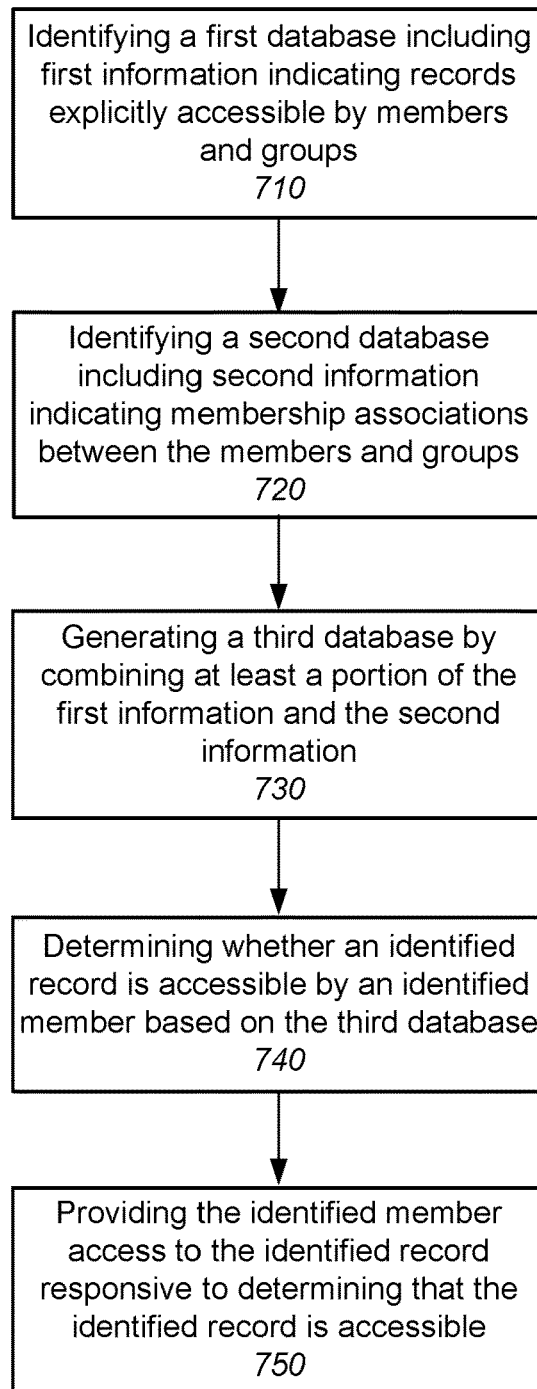 Identifying a first database including
first information indicating records
explicitly accessible by members
and groups
710
Identifying a second database
including second information
indicating membership associations
between the members and groups
720
Generating a third database by
combining at least a portion of the
first information and the second
information
730
Determining whether an identified
record is accessible by an identified
member based on the third database
740
Providing the identified member
access to the identified record
responsive to determining that the
identified record is accessible
750